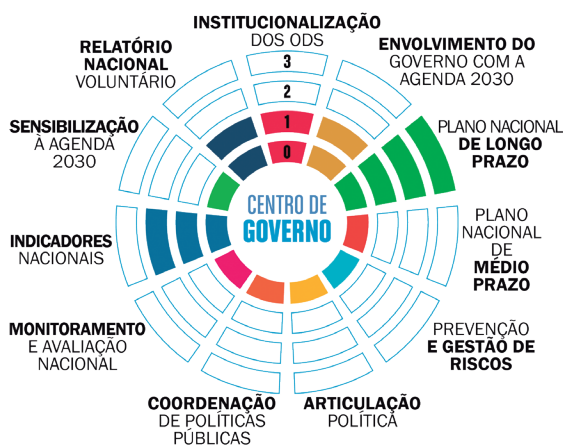 INSTITUCIONALIZAÇÃO
DOS ODS
ENVOLVIMENTO DO
GOVERNO COM A
AGENDA 2030
PLANO NACIONAL
DE LONGO
PRAZO
PLANO
NACIONAL
DE
MÉDIO
PRAZO
PREVENÇÃO
E GESTÃO DE
RISCOS
ARTICULAÇÃO
POLÍTICA
COORDENAÇÃO
DE POLÍTICAS
PÚBLICAS
MONITORAMENTO
E AVALIAÇÃO
NACIONAL
INDICADORES
NACIONAIS
SENSIBILIZAÇÃO
À AGENDA
2030
RELATÓRIO
NACIONAL
VOLUNTÁRIO
3
2
1
0
CENTRO DE
GOVERNO